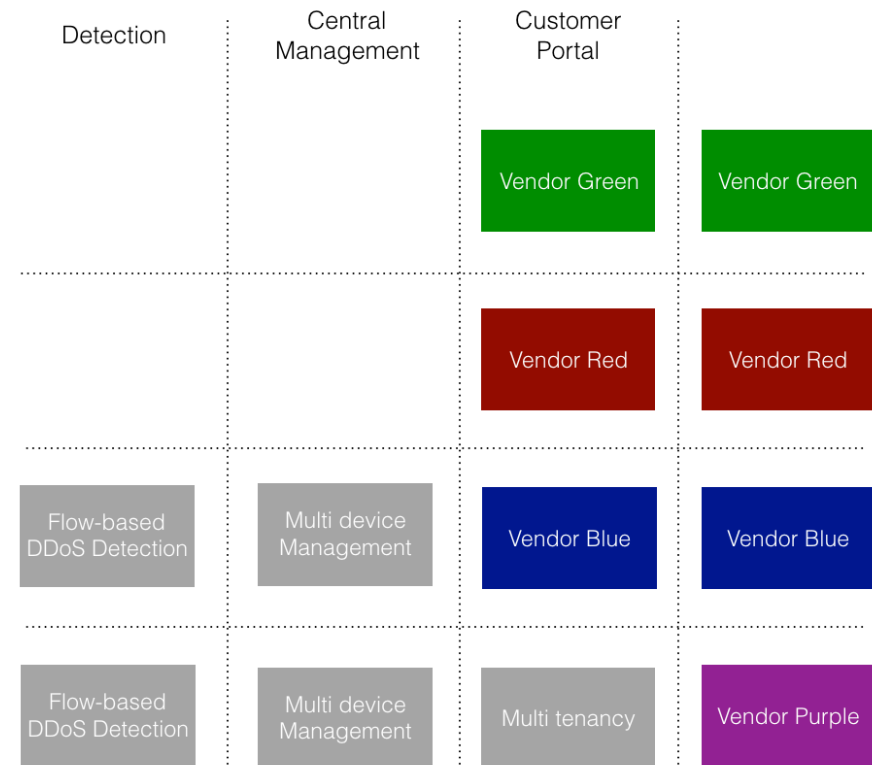 Detection
Central
Management
Customer
Portal
Vendor Green
Vendor Green
Vendor Red
Vendor Red
Flow-based
DDoS Detection
Multi device
Management
Vendor Blue
Vendor Blue
Flow-based
DDoS Detection
Multi device
Management
Multi tenancy
Vendor Purple